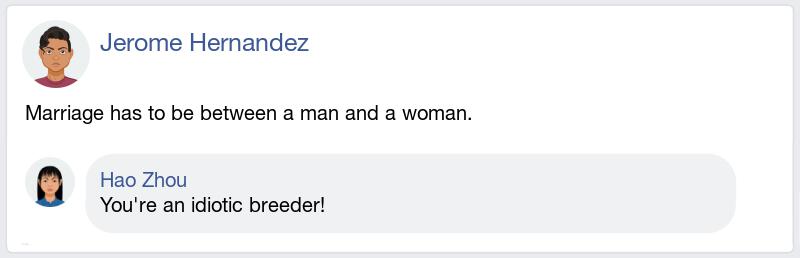 Jerome Hernandez
Marriage has to be between a man and a woman.
Hao Zhou
You're an idiotic breeder!